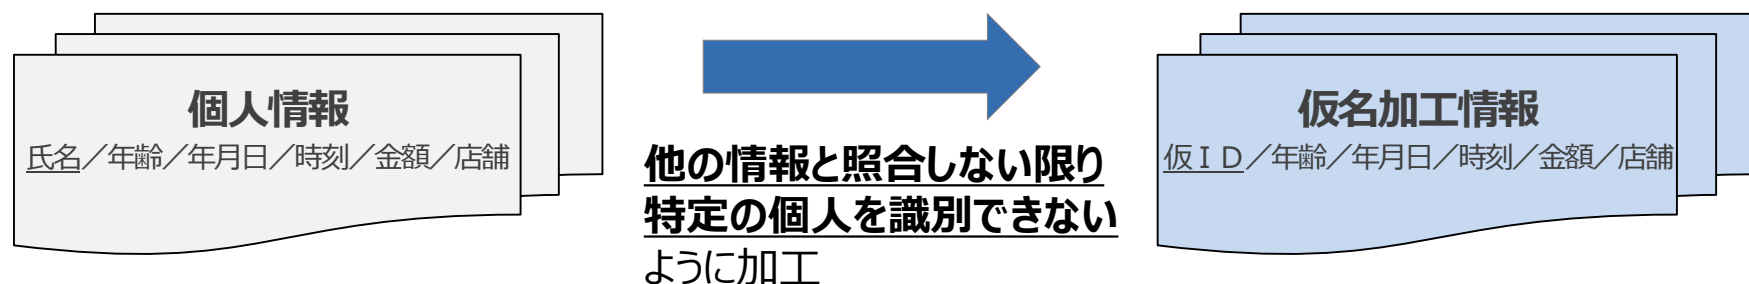 個人情報
氏名／年齢／年月日／時刻／金額／店舗
他の情報と照合しない限り
特定の個人を識別できない
ように加工
仮名加工情報
仮ＩＤ／年齢／年月日／時刻／金額／店舗